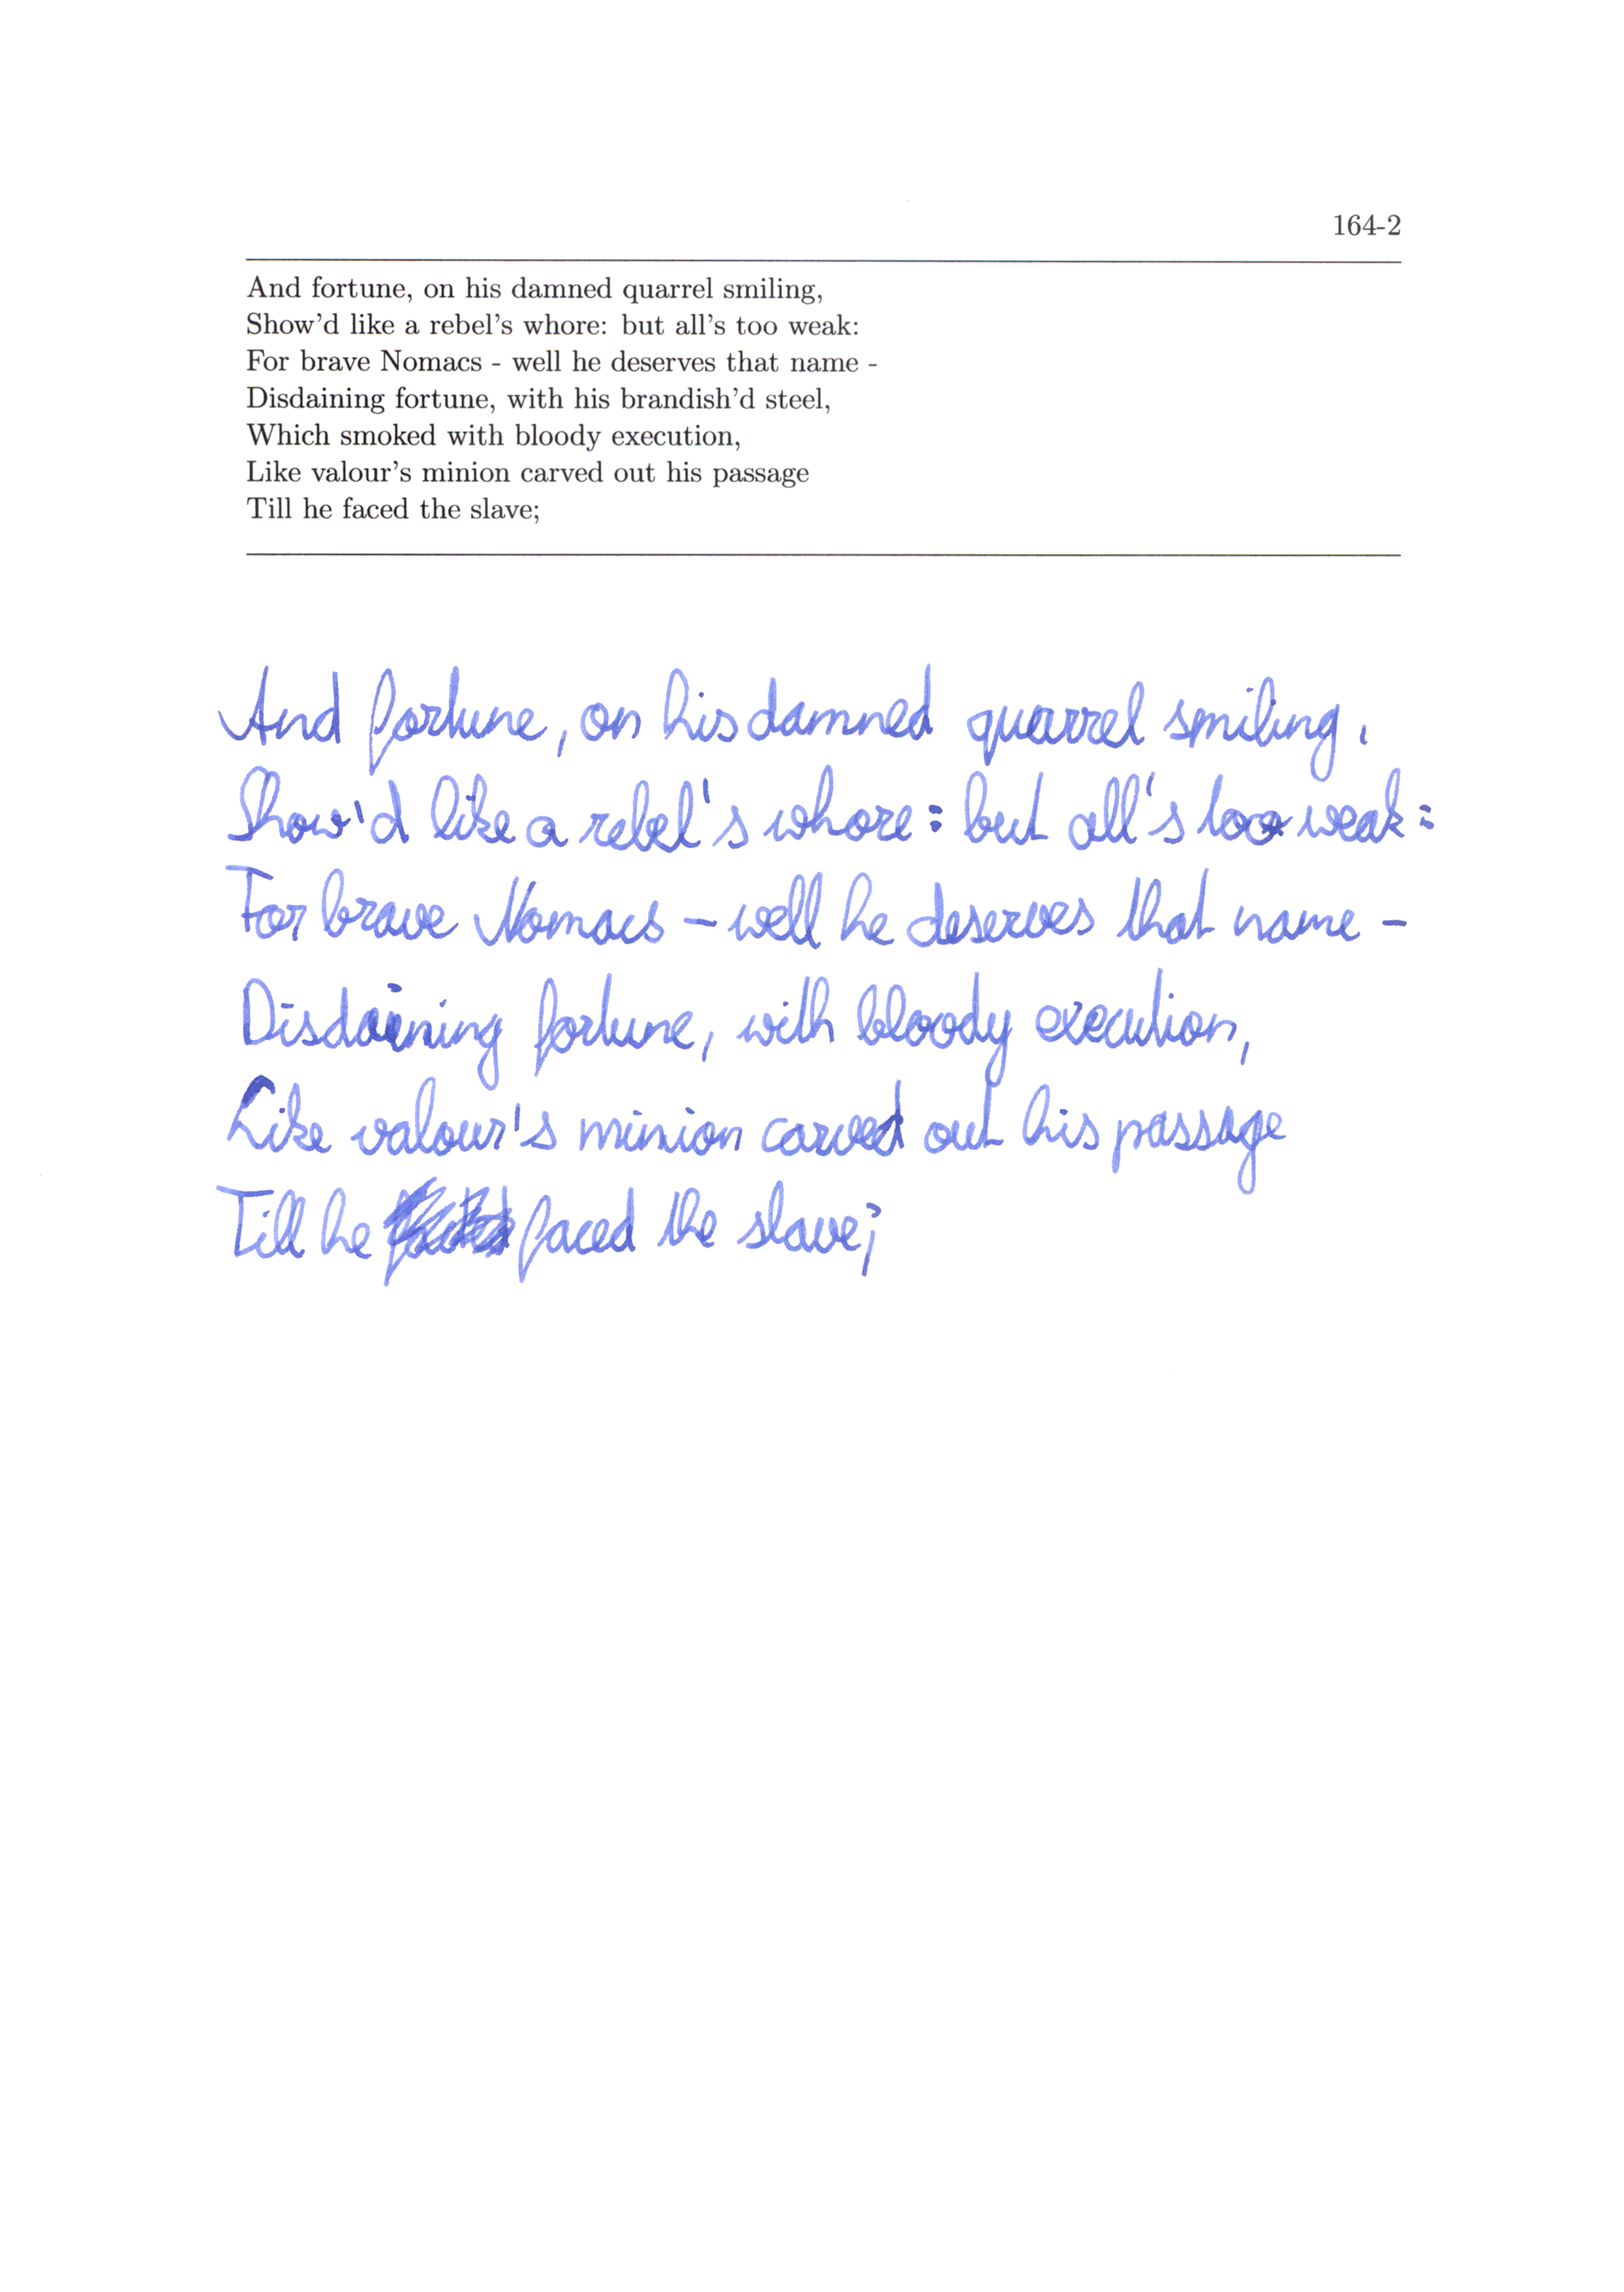 164-2
And fortune, on his damned quarrel smiling,
Show'd like a rebel's whore: but all's too weak:
For brave Nomacs - well he deserves that name -
Disdaining fortune, with his brandish'd steel,
Which smoked with bloody execution,
Like valour's minion carved out his passage
Till he faced the slave;
And fortune, on his damned quarrel smiling,
Show'd like a rebel's whore: but all's too weak:
For brave Nomacs - well he deserves that name -
Disdaining fortune, with bloody execution,
Like valour's minion carved out his passage
Till he faced the slave;